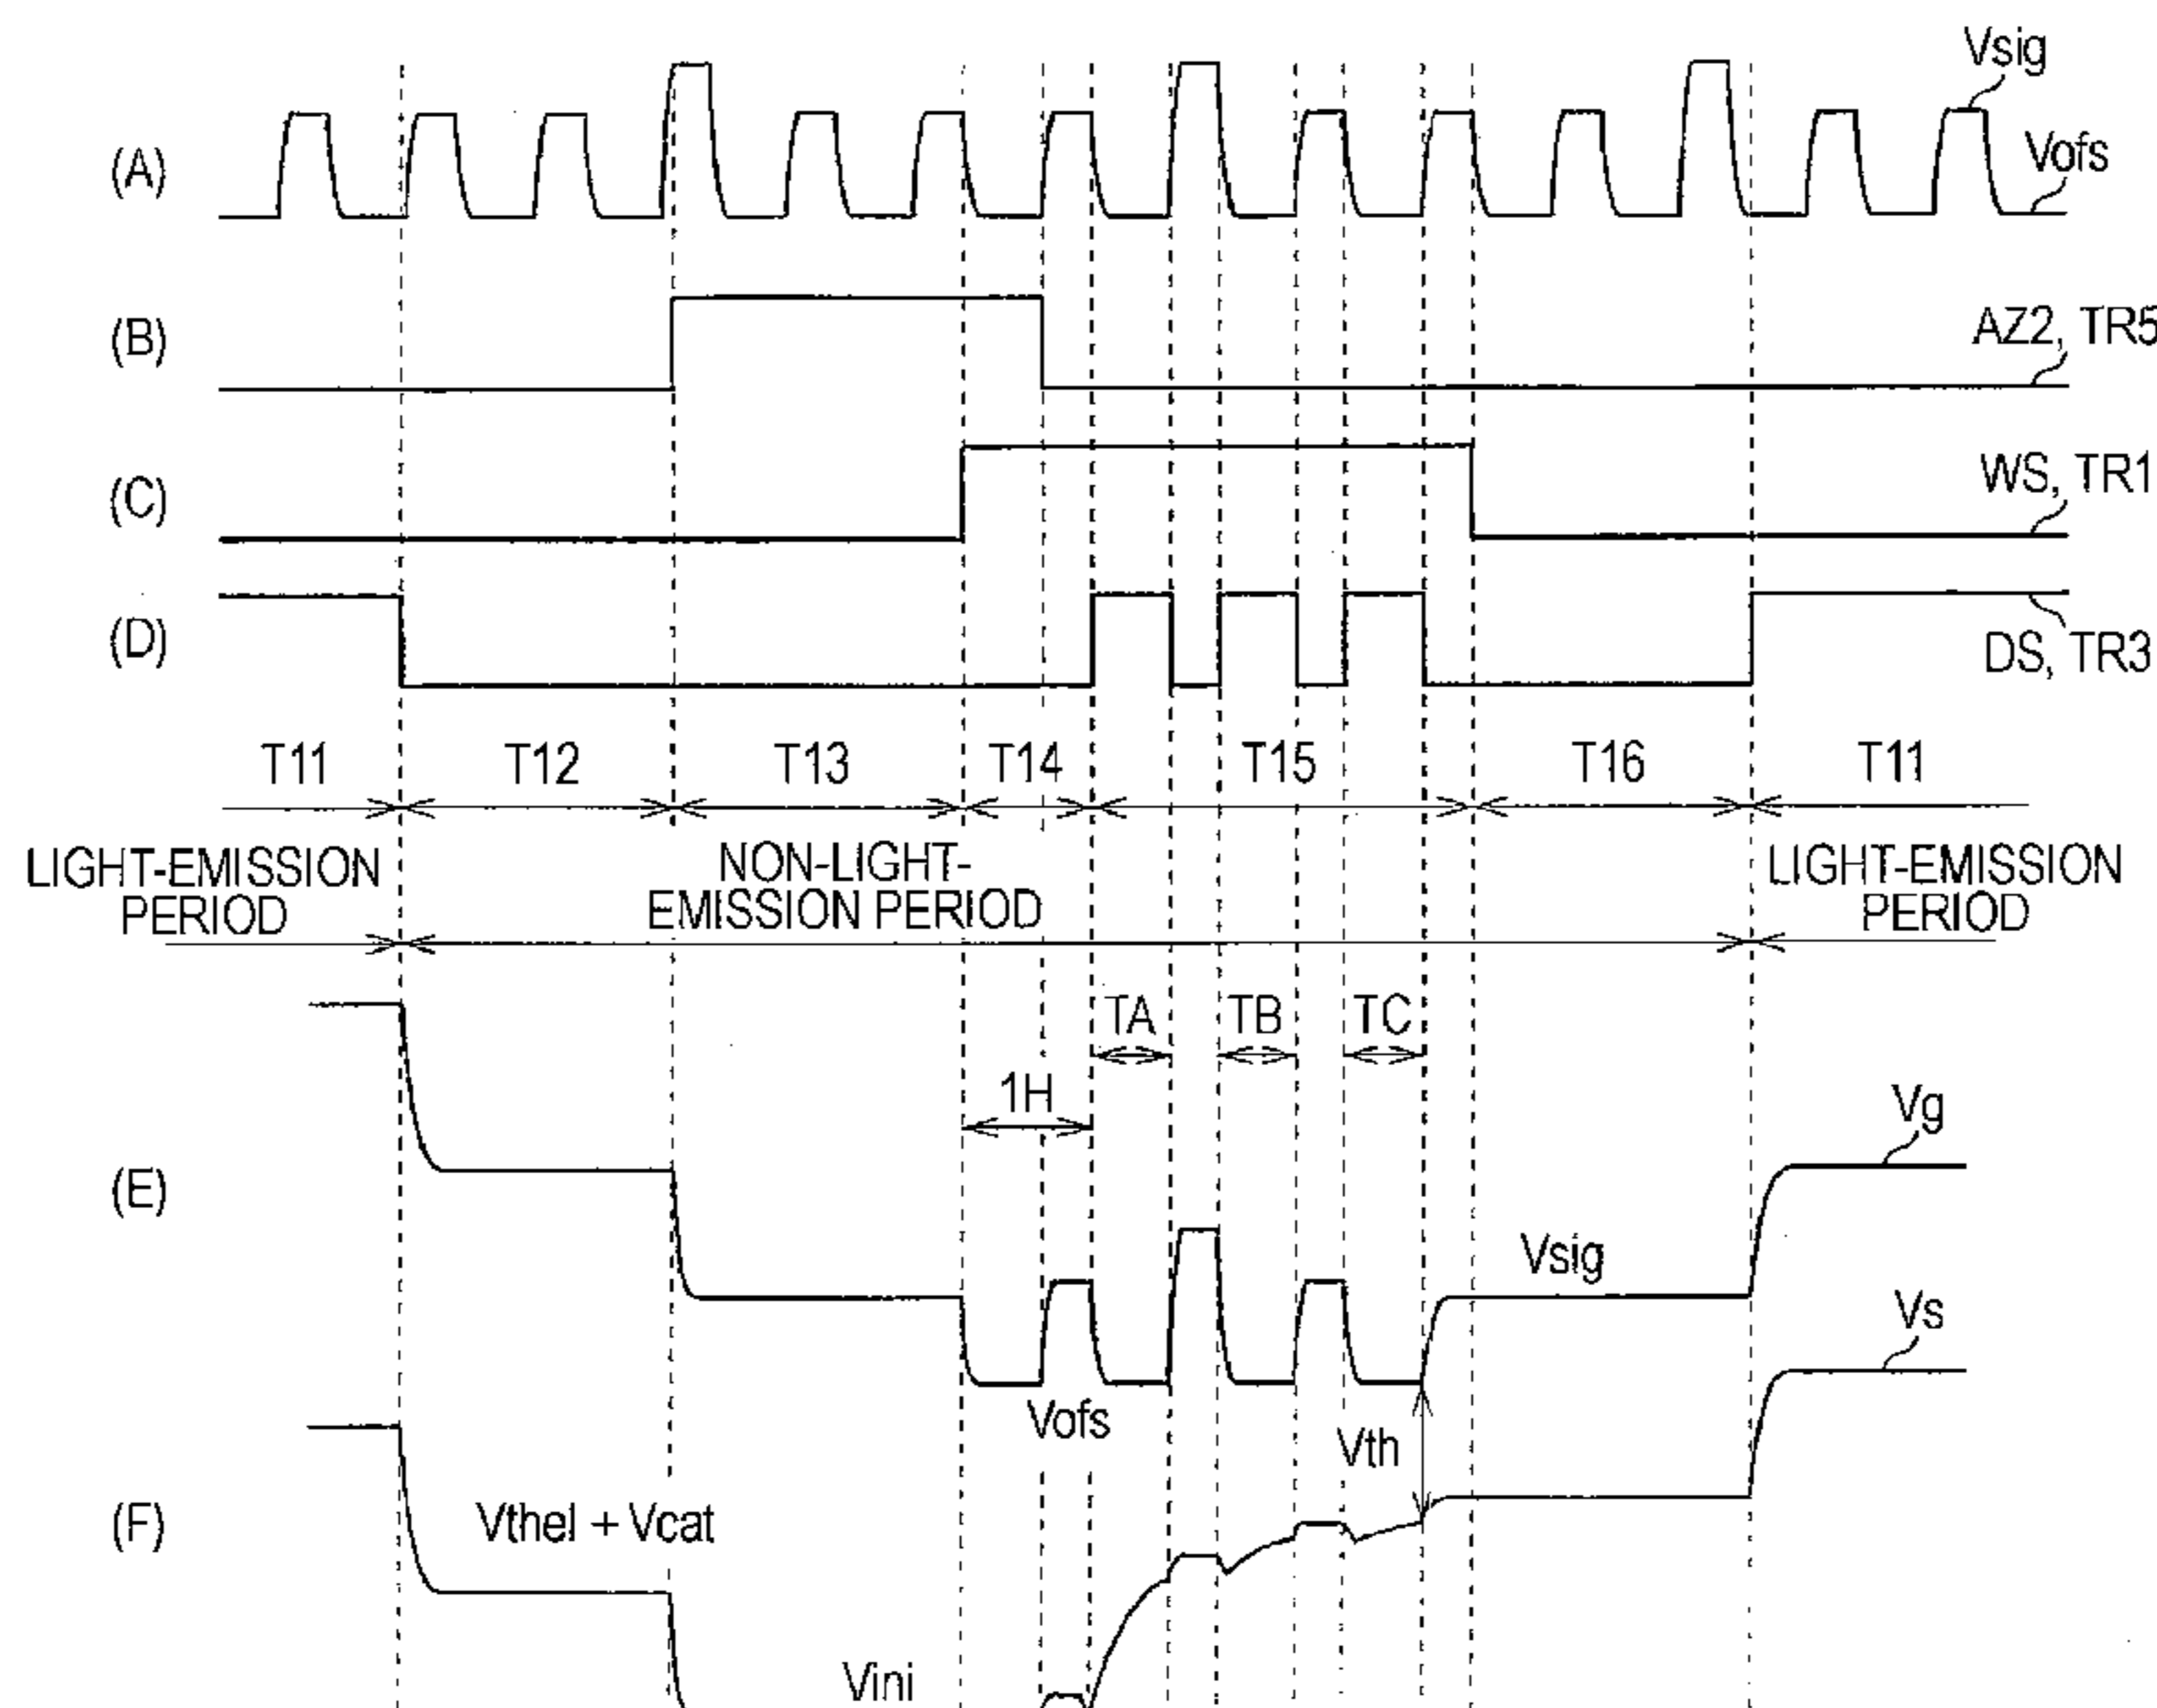 Vsig
(A)
Vofs
(B)
AZ2, TR5
(C)
WS, TR1
(D)
DS, TR3
T11 T12 T13 T14 T15 T16 T11
LIGHT-EMISSION
PERIOD
NON-LIGHT-
EMISSION PERIOD
LIGHT-EMISSION
PERIOD
TA TB TC
1H
Vg
(E)
Vsig
Vs
Vofs
Vth
(F)
Vthel + Vcat
Vini